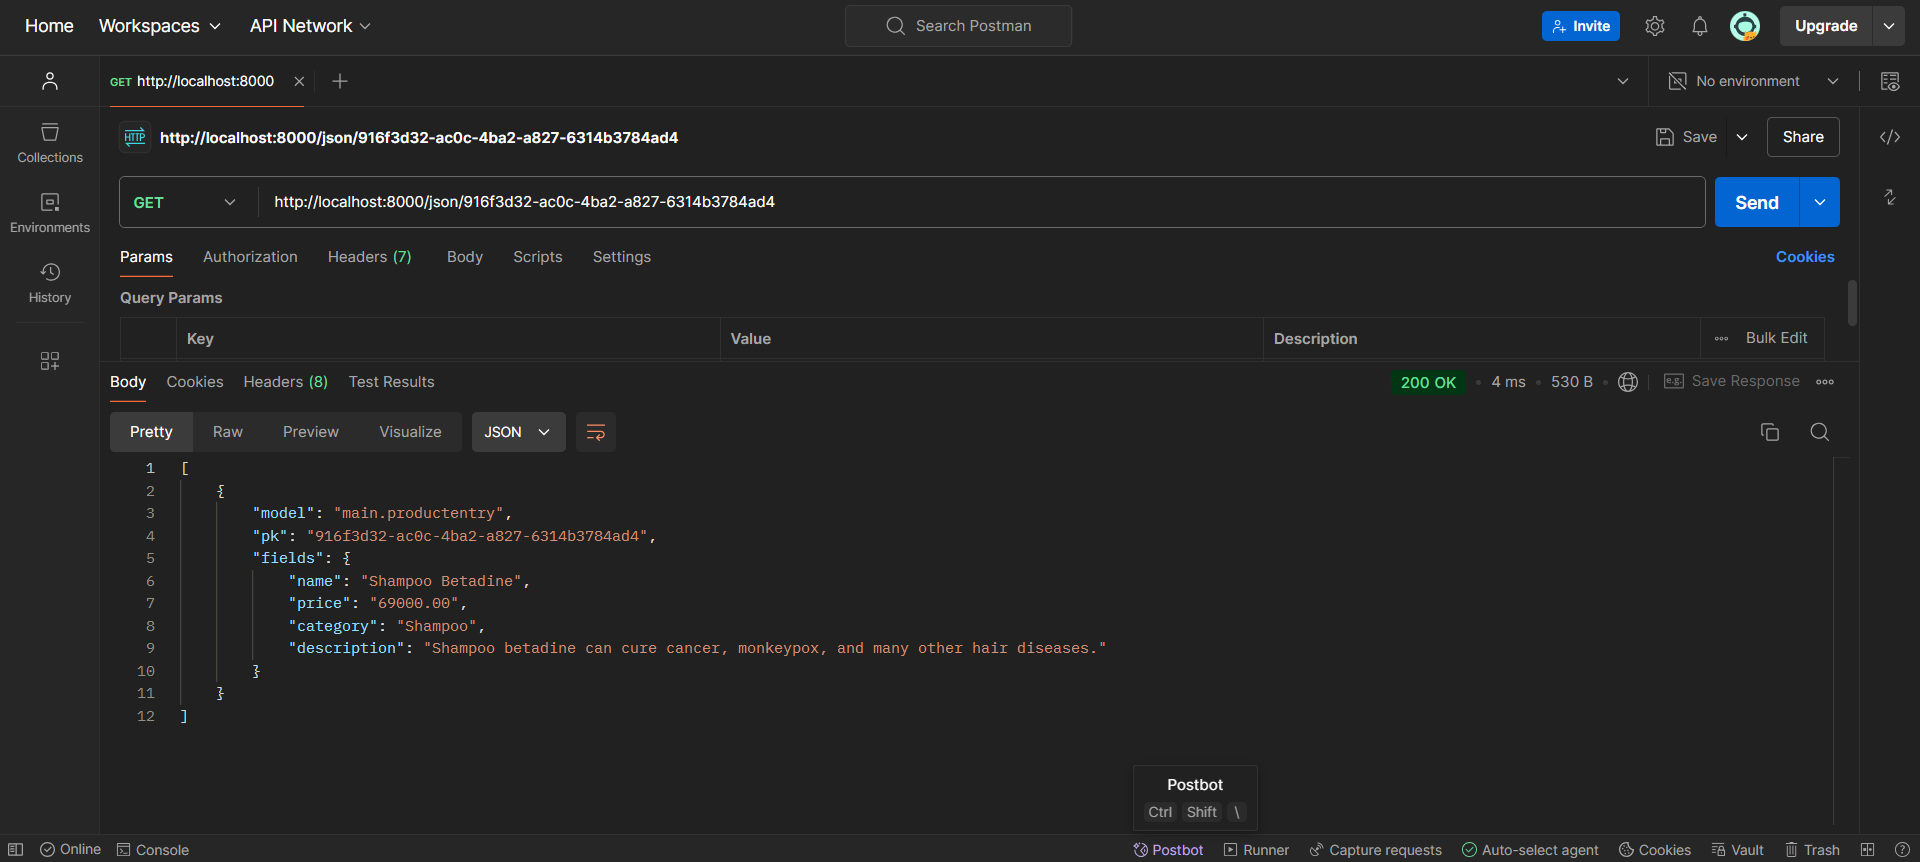 Home Workspaces API Network Search Postman Invite Upgrade
GET http://localhost:8000 No environment
HTTP http://localhost:8000/json/916f3d32-ac0c-4ba2-a827-6314b3784ad4 Save Share
Collections
GET http://localhost:8000/json/916f3d32-ac0c-4ba2-a827-6314b3784ad4 Send
Environments
Params Authorization Headers (7) Body Scripts Settings Cookies
History
Query Params
Key Value Description Bulk Edit
Body Cookies Headers (8) Test Results 200 OK 4 ms 530 B e.g. Save Response
Pretty Raw Preview Visualize JSON
1 [
2 {
3 "model": "main.productentry",
4 "pk": "916f3d32-ac0c-4ba2-a827-6314b3784ad4",
5 "fields": {
6 "name": "Shampoo Betadine",
7 "price": "69000.00",
8 "category": "Shampoo",
9 "description": "Shampoo betadine can cure cancer, monkeypox, and many other hair diseases."
10 }
11 }
12 ]
Postbot
Ctrl Shift \
Online Console Postbot Runner Capture requests Auto-select agent Cookies Vault Trash